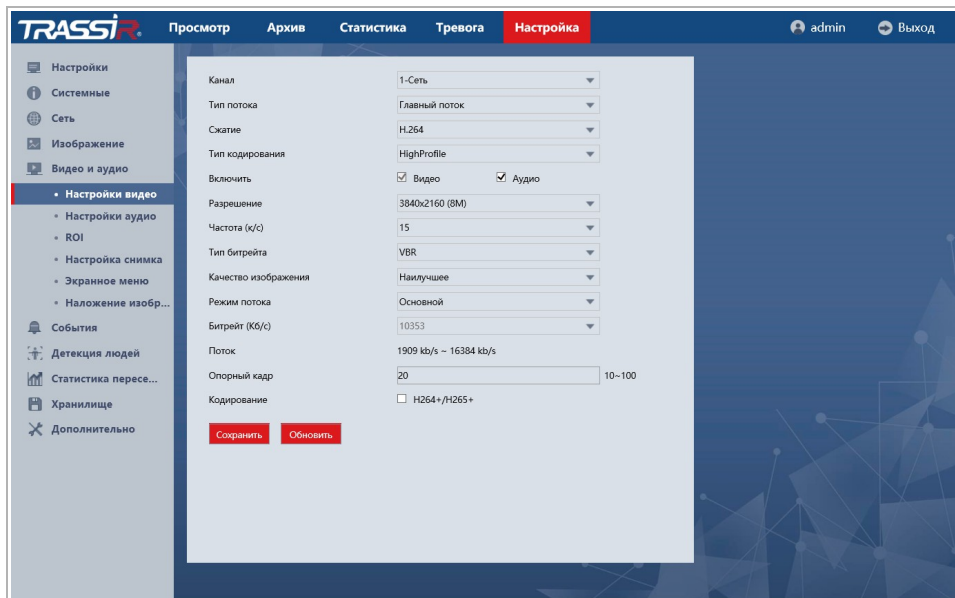 TRASSIR®
Просмотр Архив Статистика Тревога Настройка admin Выход
Настройки
Системные
Сеть
Изображение
Видео и аудио
Настройки видео
Настройки аудио
ROI
Настройка снимка
Экранное меню
Наложение изобр...
События
Детекция людей
Статистика пересе...
Хранилище
Дополнительно
Канал 1-Сеть
Тип потока Главный поток
Сжатие H.264
Тип кодирования HighProfile
Включить Видео Аудио
Разрешение 3840x2160 (8M)
Частота (к/с) 15
Тип битрейта VBR
Качество изображения Наилучшее
Режим потока Основной
Битрейт (Кб/с) 10353
Поток 1909 kb/s ~ 16384 kb/s
Опорный кадр 20 10~100
Кодирование H264+/H265+
Сохранить Обновить